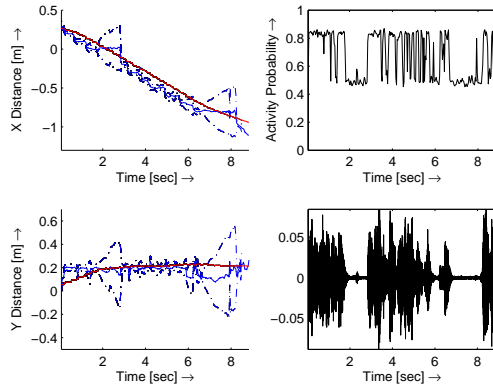 0.5
0
−0.5
−1
X Distance [m] →
2 4 6 8
Time [sec] →
1
0.8
0.6
0.4
0.2
0
Activity Probability →
2 4 6 8
Time [sec] →
0.6
0.4
0.2
0
−0.2
−0.4
Y Distance [m] →
2 4 6 8
Time [sec] →
0.05
0
−0.05
2 4 6 8
Time [sec] →